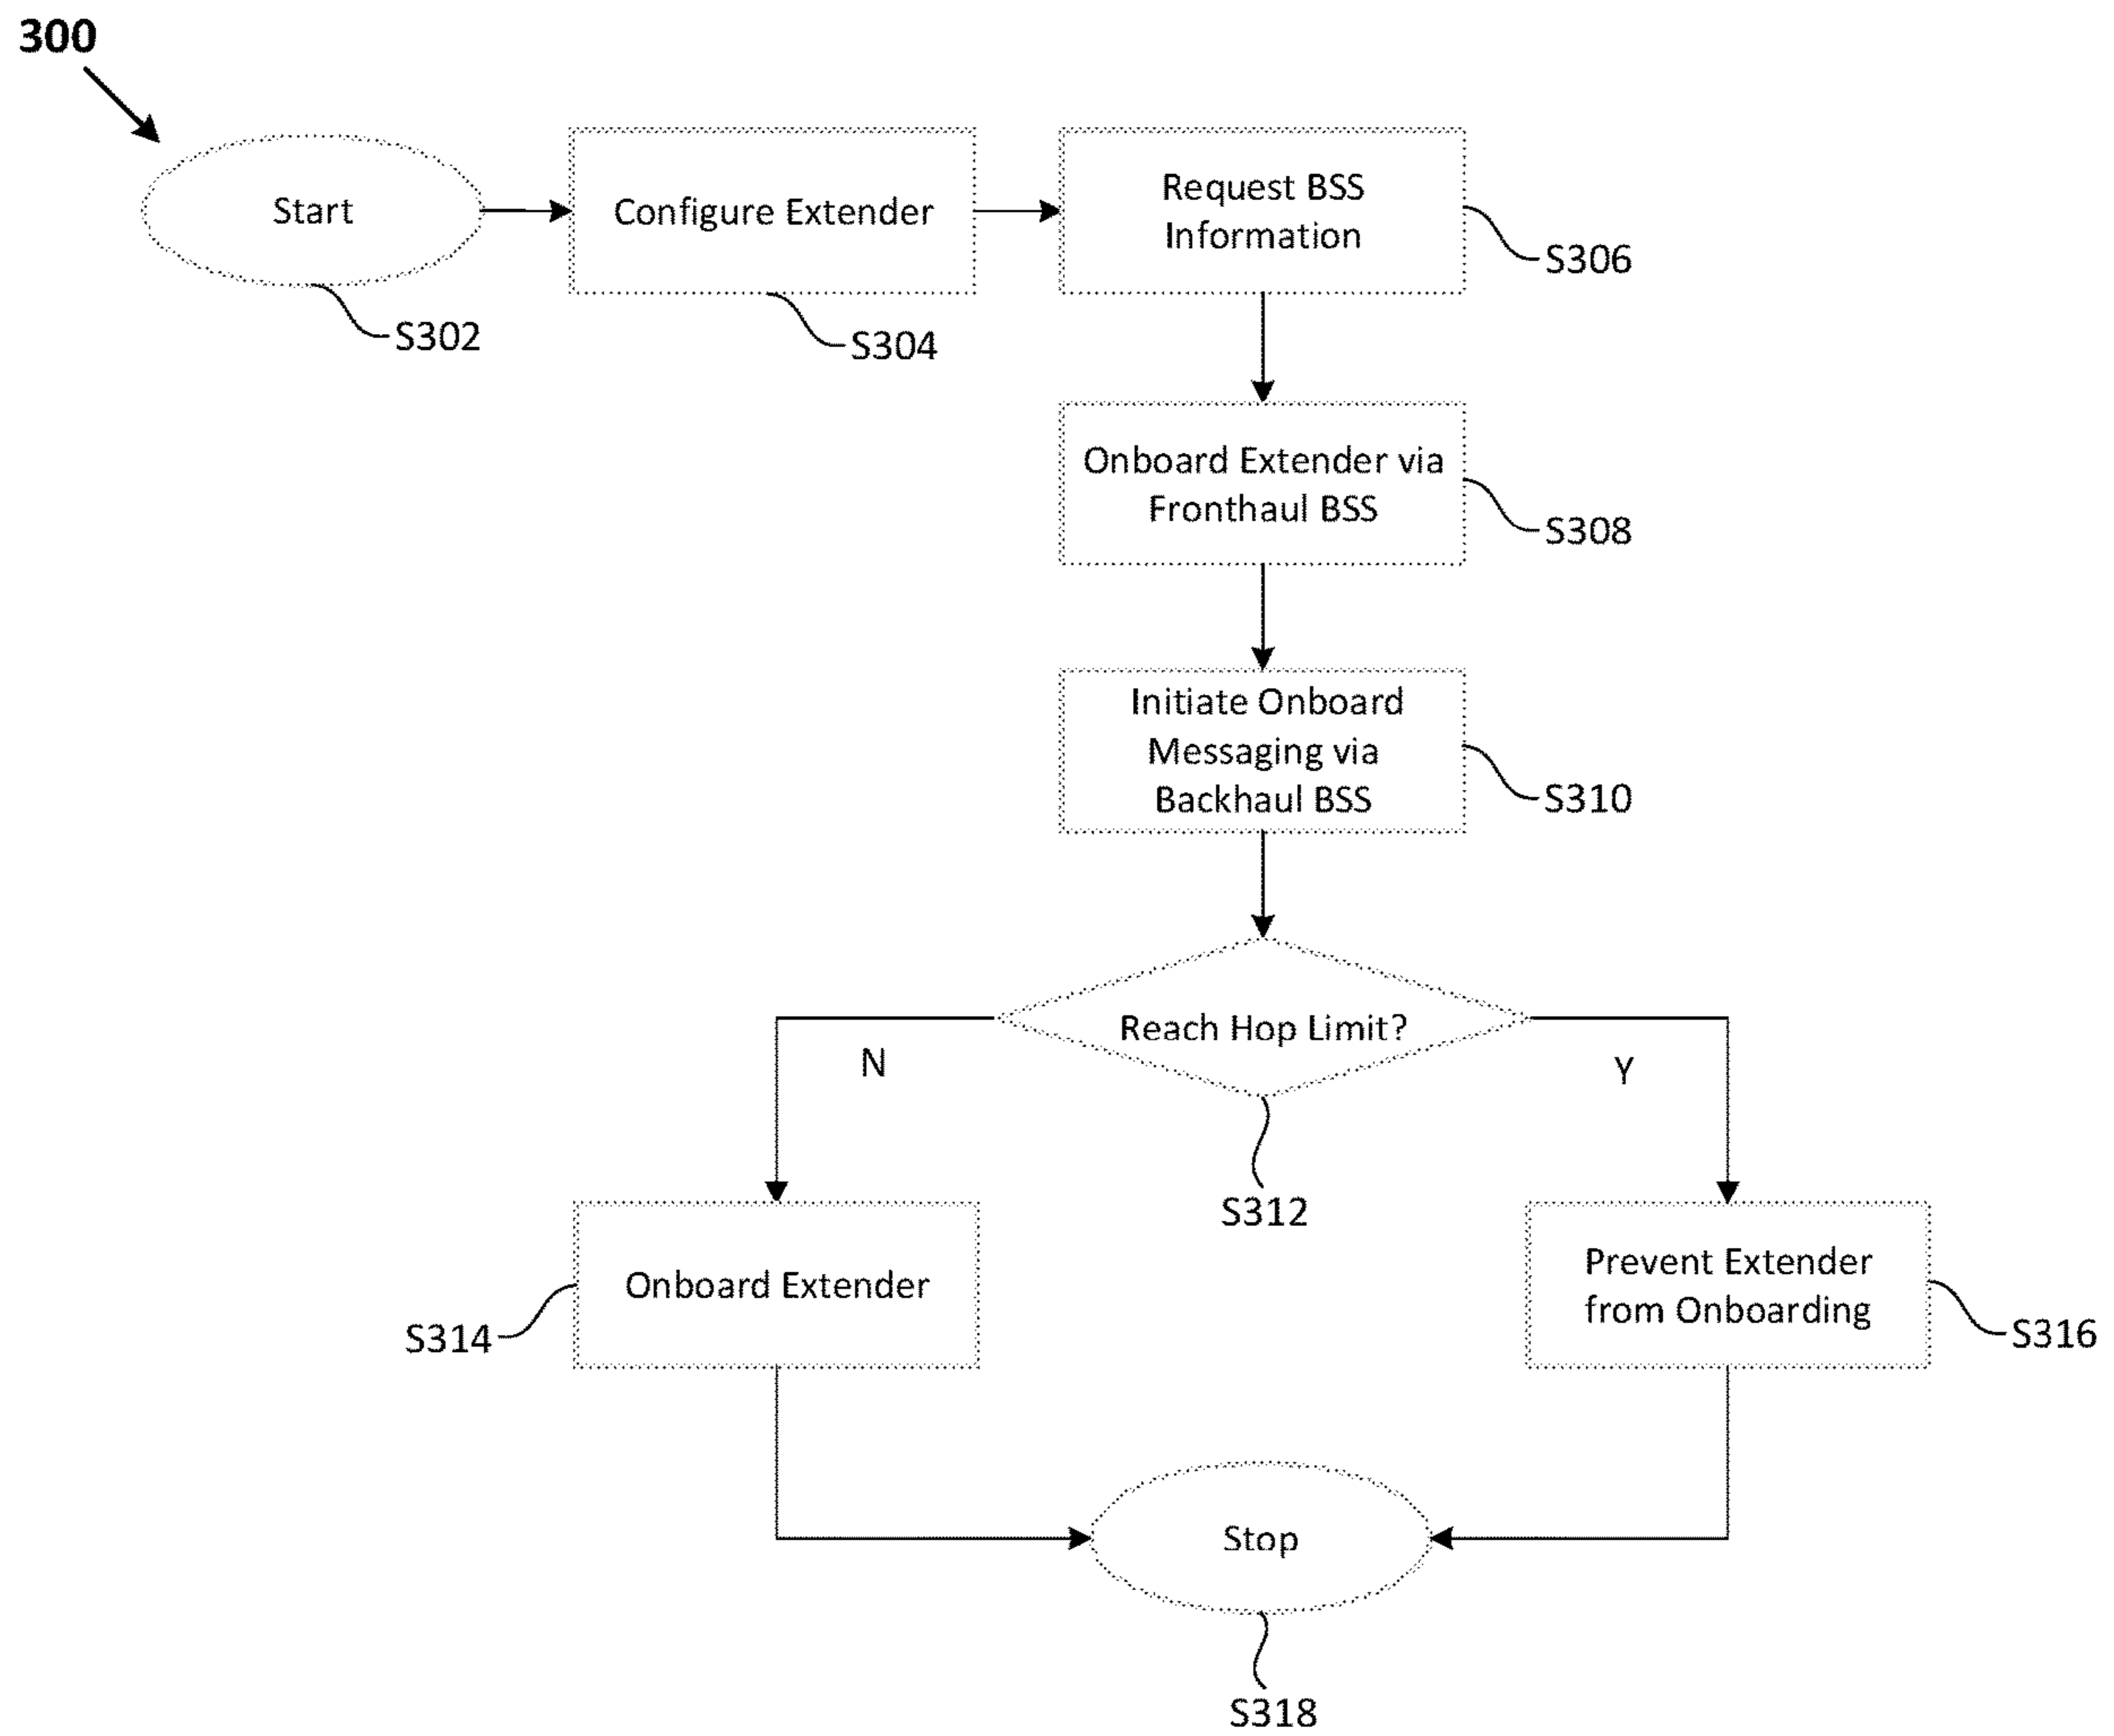 300
Start
S302
Configure Extender
S304
Request BSS
Information
S306
Onboard Extender via
Fronthaul BSS
S308
Initiate Onboard
Messaging via
Backhaul BSS
S310
Reach Hop Limit?
N
Y
S312
Onboard Extender
S314
Prevent Extender
from Onboarding
S316
Stop
S318